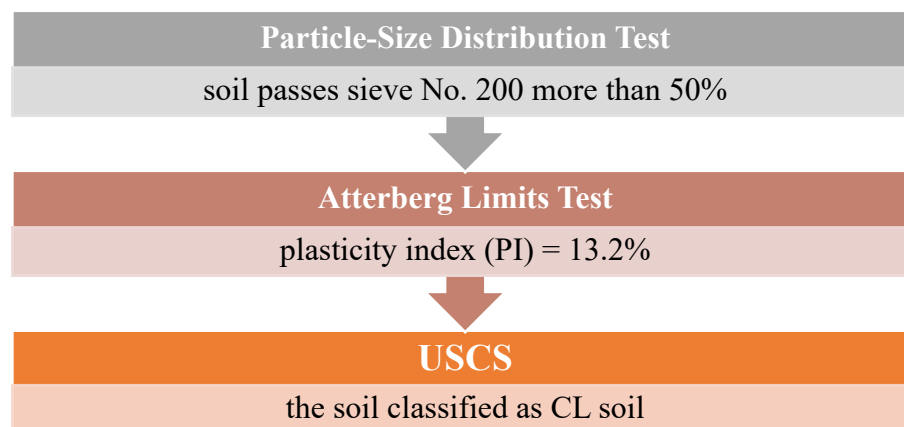 Particle-Size Distribution Test
soil passes sieve No. 200 more than 50%
Atterberg Limits Test
plasticity index (PI) = 13.2%
USCS
the soil classified as CL soil